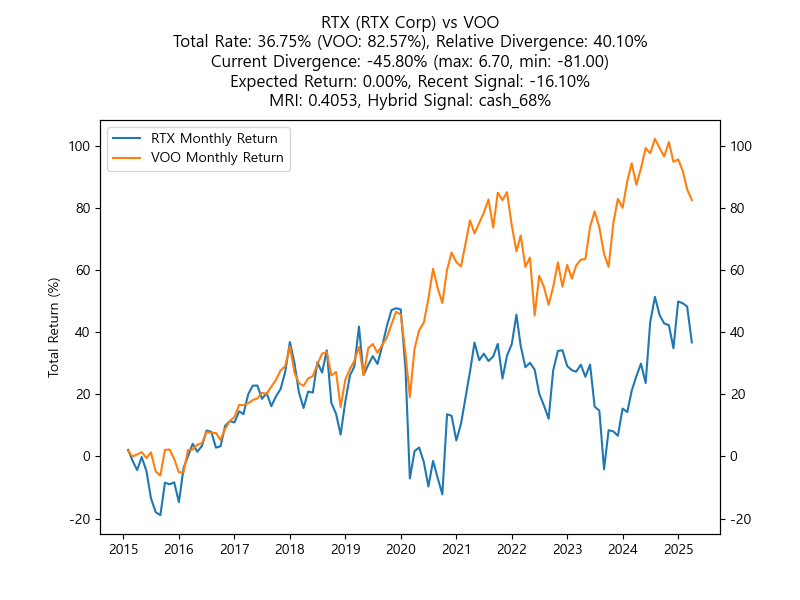 RTX (RTX Corp) vs VOO
Total Rate: 36.75% (VOO: 82.57%), Relative Divergence: 40.10%
Current Divergence: -45.80% (max: 6.70, min: -81.00)
Expected Return: 0.00%, Recent Signal: -16.10%
MRI: 0.4053, Hybrid Signal: cash_68%
RTX Monthly Return
VOO Monthly Return
Total Return (%)
100 100
80 80
60 60
40 40
20 20
0 0
-20 -20
2015 2016 2017 2018 2019 2020 2021 2022 2023 2024 2025